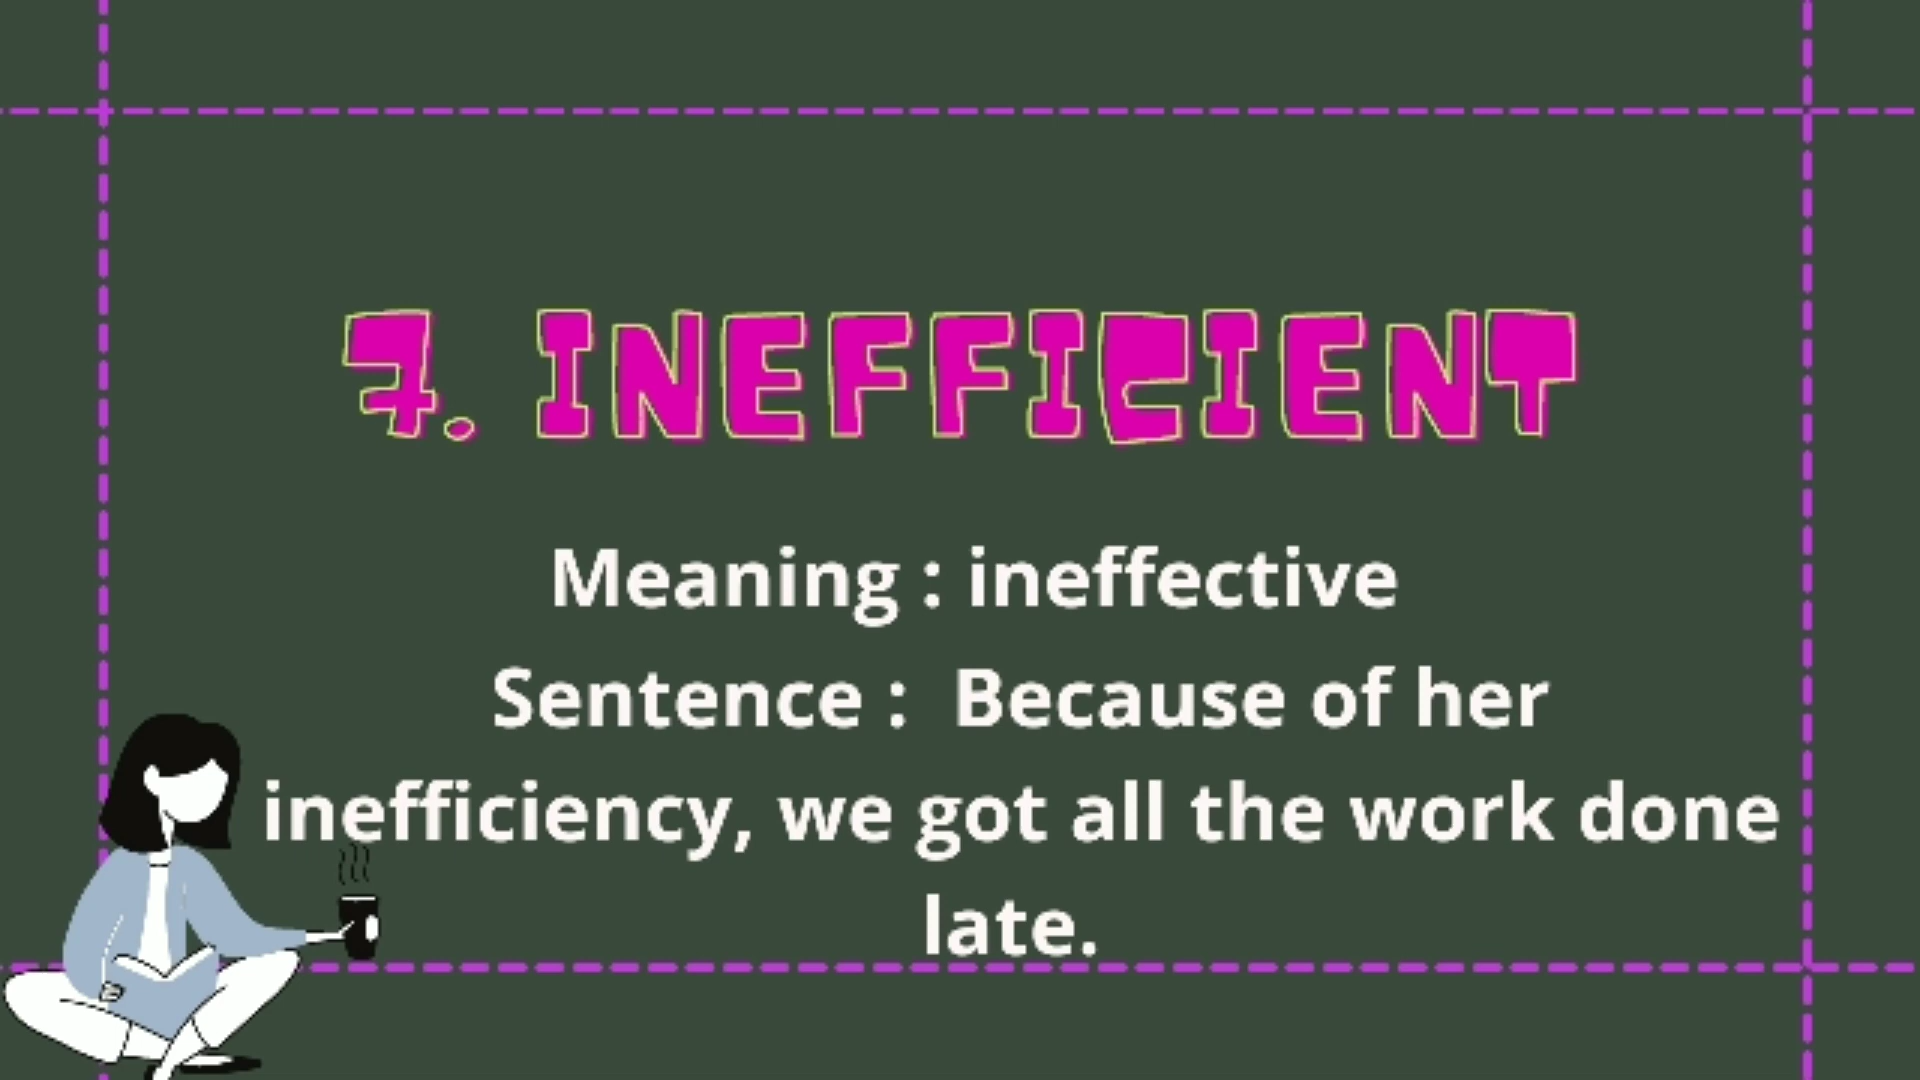 7. INEFFICIENT
Meaning : ineffective
Sentence :  Because of her
inefficiency, we got all the work done
late.